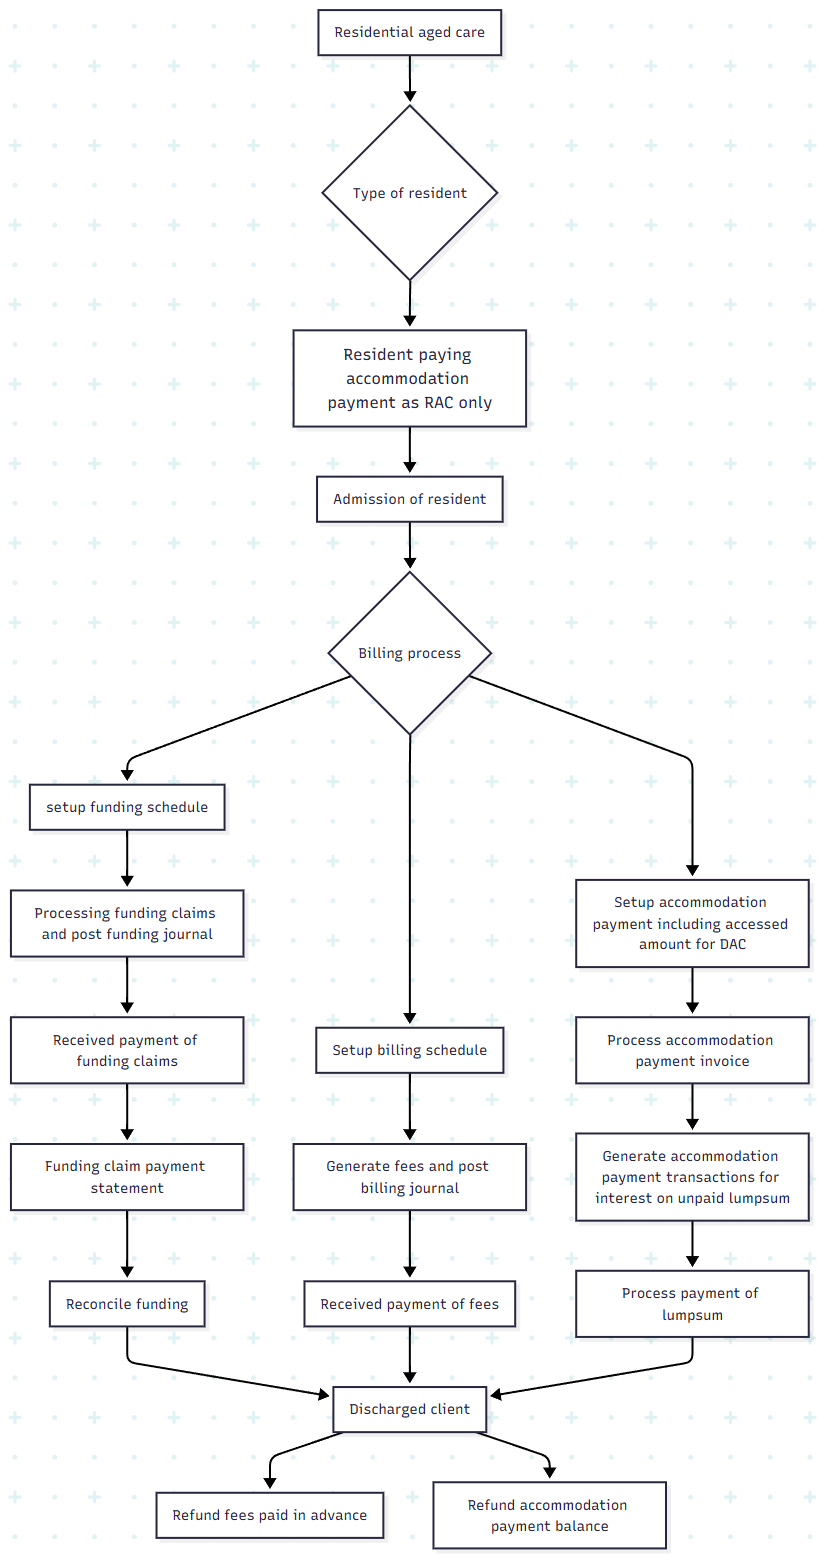 Residential aged care
Type of resident
Resident paying
accommodation
payment as RAC only
Admission of resident
Billing process
setup funding schedule
Processing funding claims
and post funding journal
Received payment of
funding claims
Funding claim payment
statement
Reconcile funding
Setup billing schedule
Generate fees and post
billing journal
Received payment of fees
Setup accommodation
payment including accessed
amount for DAC
Process accommodation
payment invoice
Generate accommodation
payment transactions for
interest on unpaid lumpsum
Process payment of
lumpsum
Discharged client
Refund fees paid in advance
Refund accommodation
payment balance